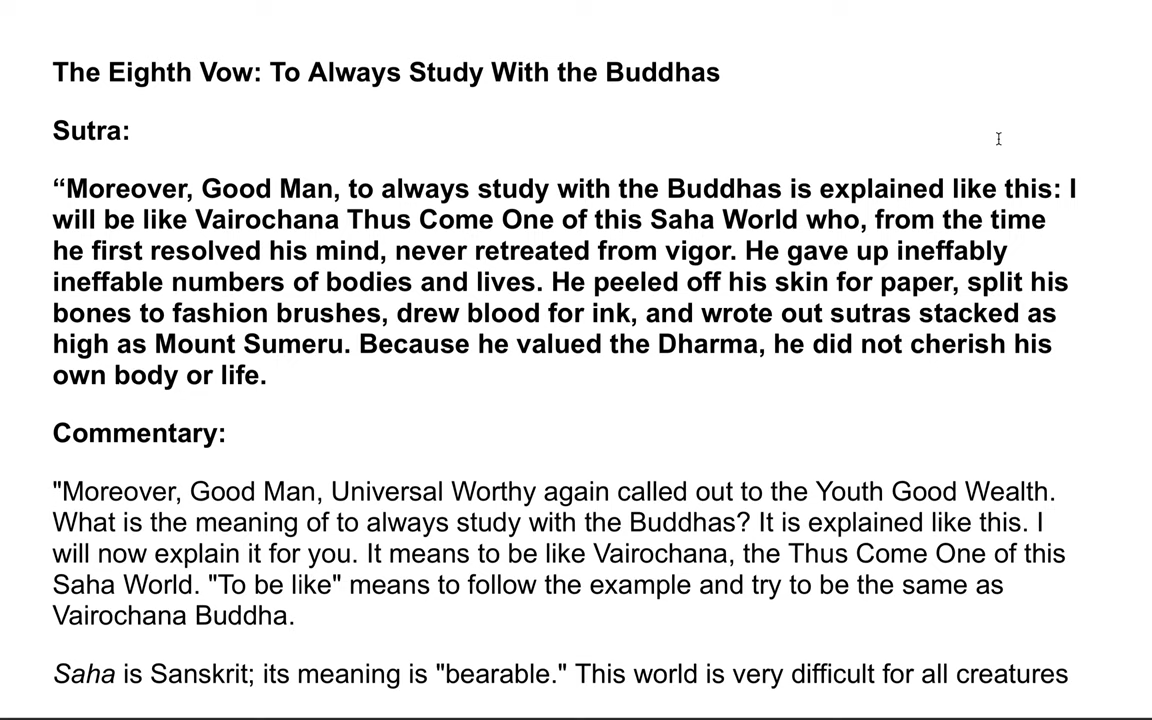 The Eighth Vow: To Always Study With the Buddhas
Sutra:
“Moreover, Good Man, to always study with the Buddhas is explained like this: I
will be like Vairochana Thus Come One of this Saha World who, from the time
he first resolved his mind, never retreated from vigor. He gave up ineffably
ineffable numbers of bodies and lives. He peeled off his skin for paper, split his
bones to fashion brushes, drew blood for ink, and wrote out sutras stacked as
high as Mount Sumeru. Because he valued the Dharma, he did not cherish his
own body or life.
Commentary:
"Moreover, Good Man, Universal Worthy again called out to the Youth Good Wealth.
What is the meaning of to always study with the Buddhas? It is explained like this. I
will now explain it for you. It means to be like Vairochana, the Thus Come One of this
Saha World. "To be like" means to follow the example and try to be the same as
Vairochana Buddha.
Saha is Sanskrit; its meaning is "bearable." This world is very difficult for all creatures